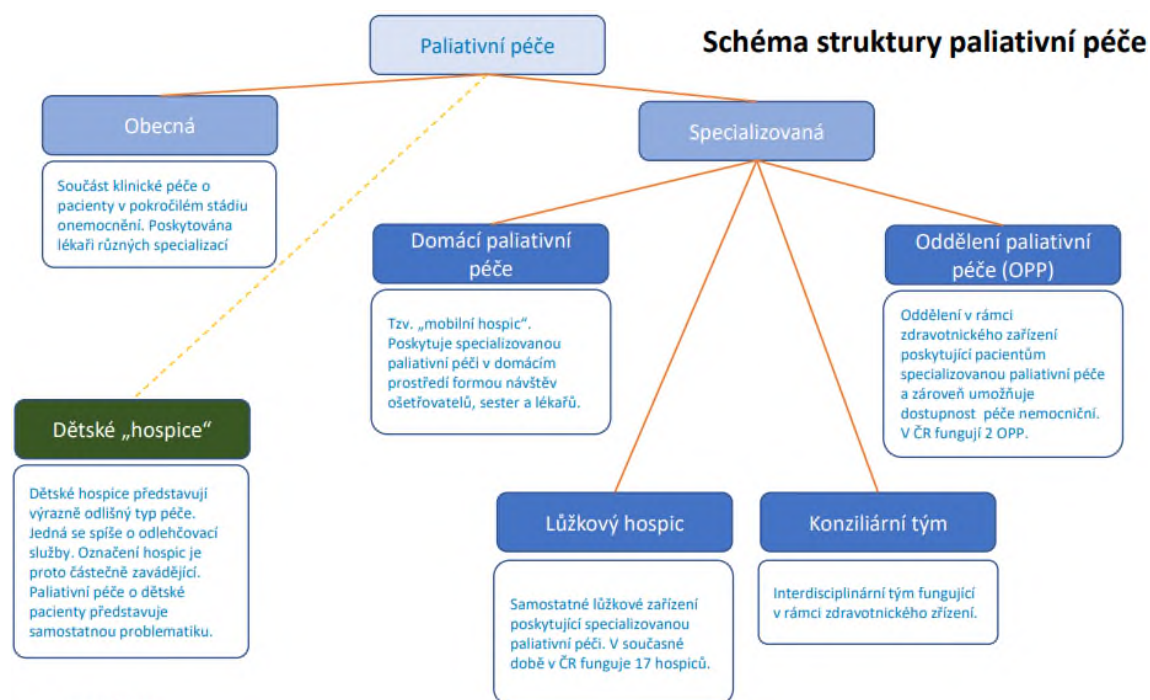 Paliativní péče
Schéma struktury paliativní péče
Obecná
Součást klinické péče o
pacienty v pokročilém stádiu
onemocnění. Poskytována
lékaři různých specializací
Specializovaná
Domácí paliativní
péče
Tzv. „mobilní hospic“.
Poskytuje specializovanou
paliativní péči v domácím
prostředí formou návštěv
ošetřovatelů, sester a lékařů.
Oddělení paliativní
péče (OPP)
Oddělení v rámci
zdravotnického zařízení
poskytující pacientům
specializovanou paliativní péče
a zároveň umožňuje
dostupnost péče nemocniční.
V ČR fungují 2 OPP.
Dětské „hospice“
Dětské hospice představují
výrazně odlišný typ péče.
Jedná se spíše o odlehčovací
služby. Označení hospic je
proto částečně zavádějící.
Paliativní péče o dětské
pacienty představuje
samostatnou problematiku.
Lůžkový hospic
Samostatné lůžkové zařízení
poskytující specializovanou
paliativní péči. V současné
době v ČR funguje 17 hospiců.
Konziliární tým
Interdisciplinární tým fungující
v rámci zdravotnického zřízení.